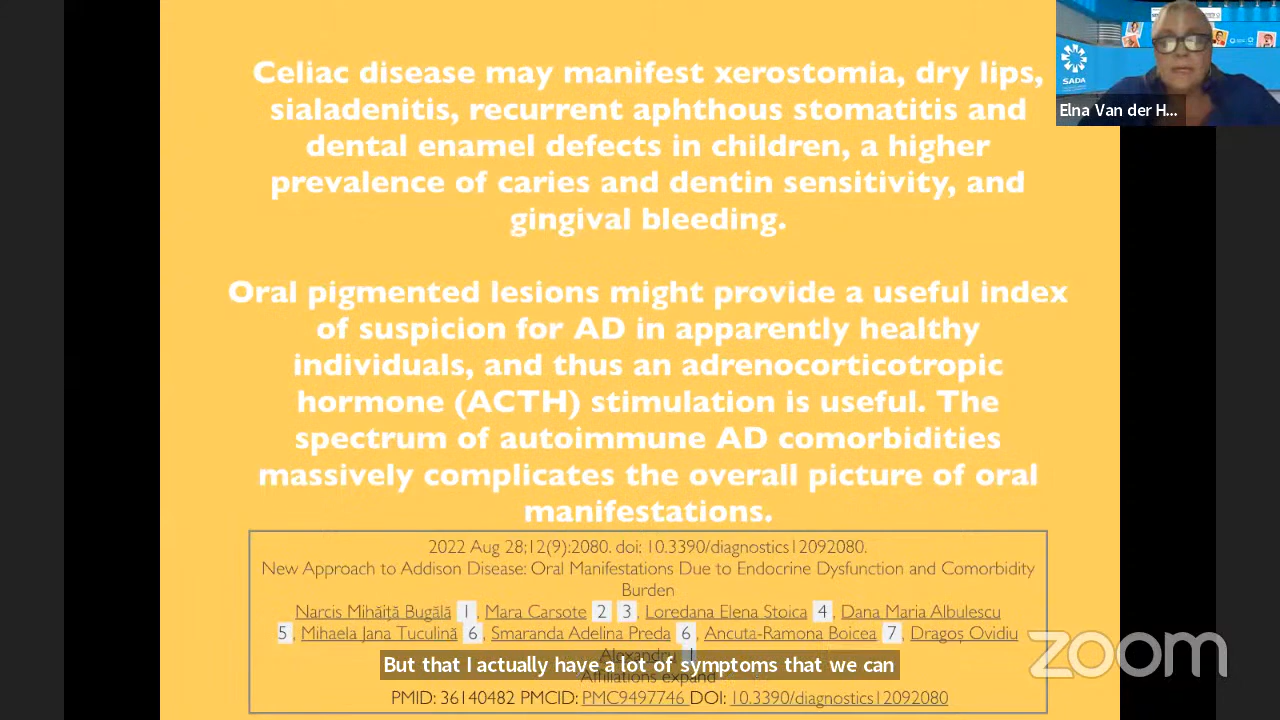 Celiac disease may manifest xerostomia, dry lips,
sialadenitis, recurrent aphthous stomatitis and
dental enamel defects in children, a higher
prevalence of caries and dentin sensitivity, and
gingival bleeding.
Oral pigmented lesions might provide a useful index
of suspicion for AD in apparently healthy
individuals, and thus an adrenocorticotropic
hormone (ACTH) stimulation is useful. The
spectrum of autoimmune AD comorbidities
massively complicates the overall picture of oral
manifestations.
2022 Aug 28;12(9):2080. doi: 10.3390/diagnostics12092080.
New Approach to Addison Disease: Oral Manifestations Due to Endocrine Dysfunction and Comorbidity
Burden
Narcis Mihăiță Bugălă 1, Mara Carsote 2 3, Loredana Elena Stoica 4, Dana Maria Albulescu
5, Mihaela Jana Tuculină 6, Smaranda Adelina Preda 6, Ancuta-Ramona Boicea 7, Dragoș Ovidiu
Alexandru 1
Affiliations expand
PMID: 36140482 PMCID: PMC9497746 DOI: 10.3390/diagnostics12092080
But that I actually have a lot of symptoms that we can
SADA
Elna Van der H...
zoom